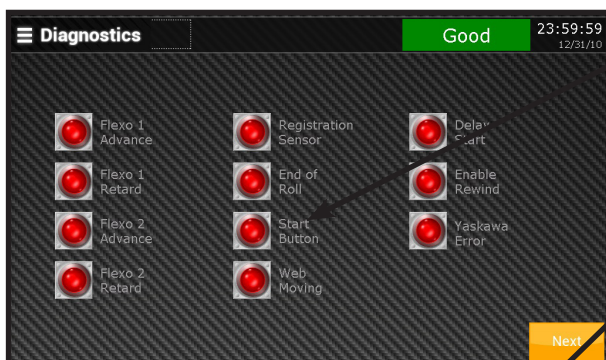 Diagnostics
Good
23:59:59
12/31/10
Flexo 1
Advance
Registration
Sensor
Delay
Start
Flexo 1
Retard
End of
Roll
Enable
Rewind
Flexo 2
Advance
Start
Button
Yaskawa
Error
Flexo 2
Retard
Web
Moving
Next